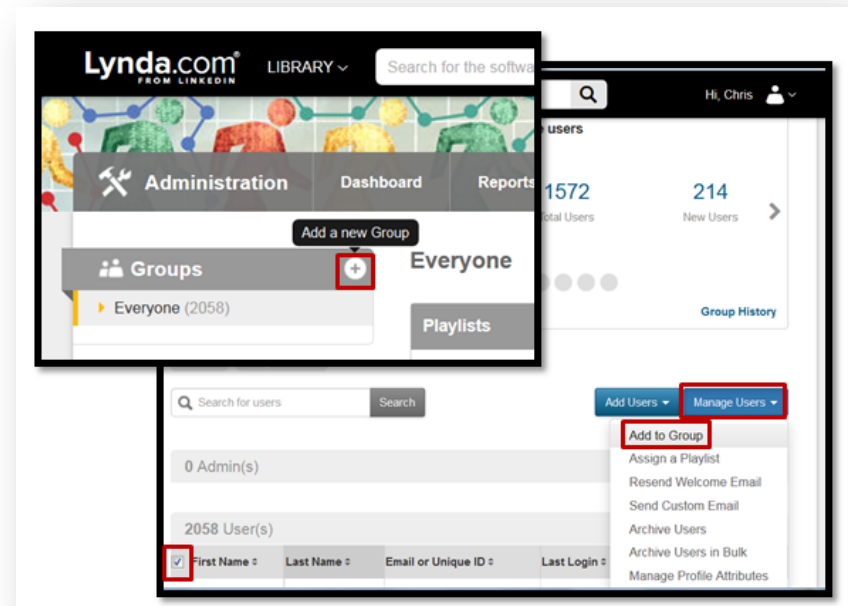 Lynda.com®
FROM LINKEDIN
LIBRARY
Search for the softwa
Administration
Dashboard
Reports
Add a new Group
Groups
Everyone (2058)
Everyone
Playlists
Hi, Chris
users
1572
Total Users
214
New Users
Group History
Search for users
Search
Add Users
Manage Users
Add to Group
Assign a Playlist
Resend Welcome Email
Send Custom Email
Archive Users
Archive Users in Bulk
Manage Profile Attributes
0 Admin(s)
2058 User(s)
First Name
Last Name
Email or Unique ID
Last Login